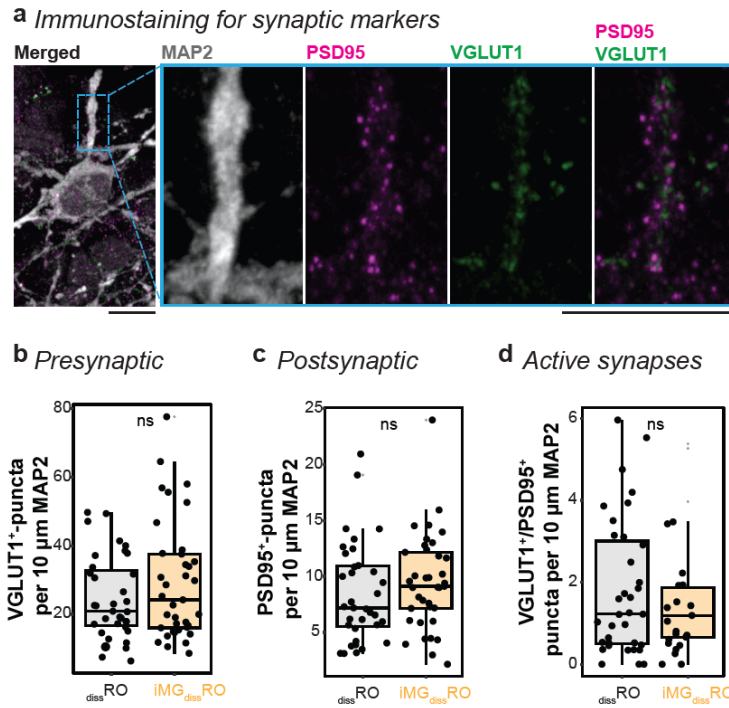 a Immunostaining for synaptic markers
Merged
MAP2
PSD95
VGLUT1
PSD95
VGLUT1
b Presynaptic
VGLUT1+-puncta
per 10 µm MAP2
80
60
40
20
ns
dissRO
iMGdissRO
c Postsynaptic
PSD95+-puncta
per 10 µm MAP2
25
20
15
10
5
ns
dissRO
iMGdissRO
d Active synapses
VGLUT1+/PSD95+
puncta per 10 µm MAP2
6
4
2
0
ns
dissRO
iMGdissRO